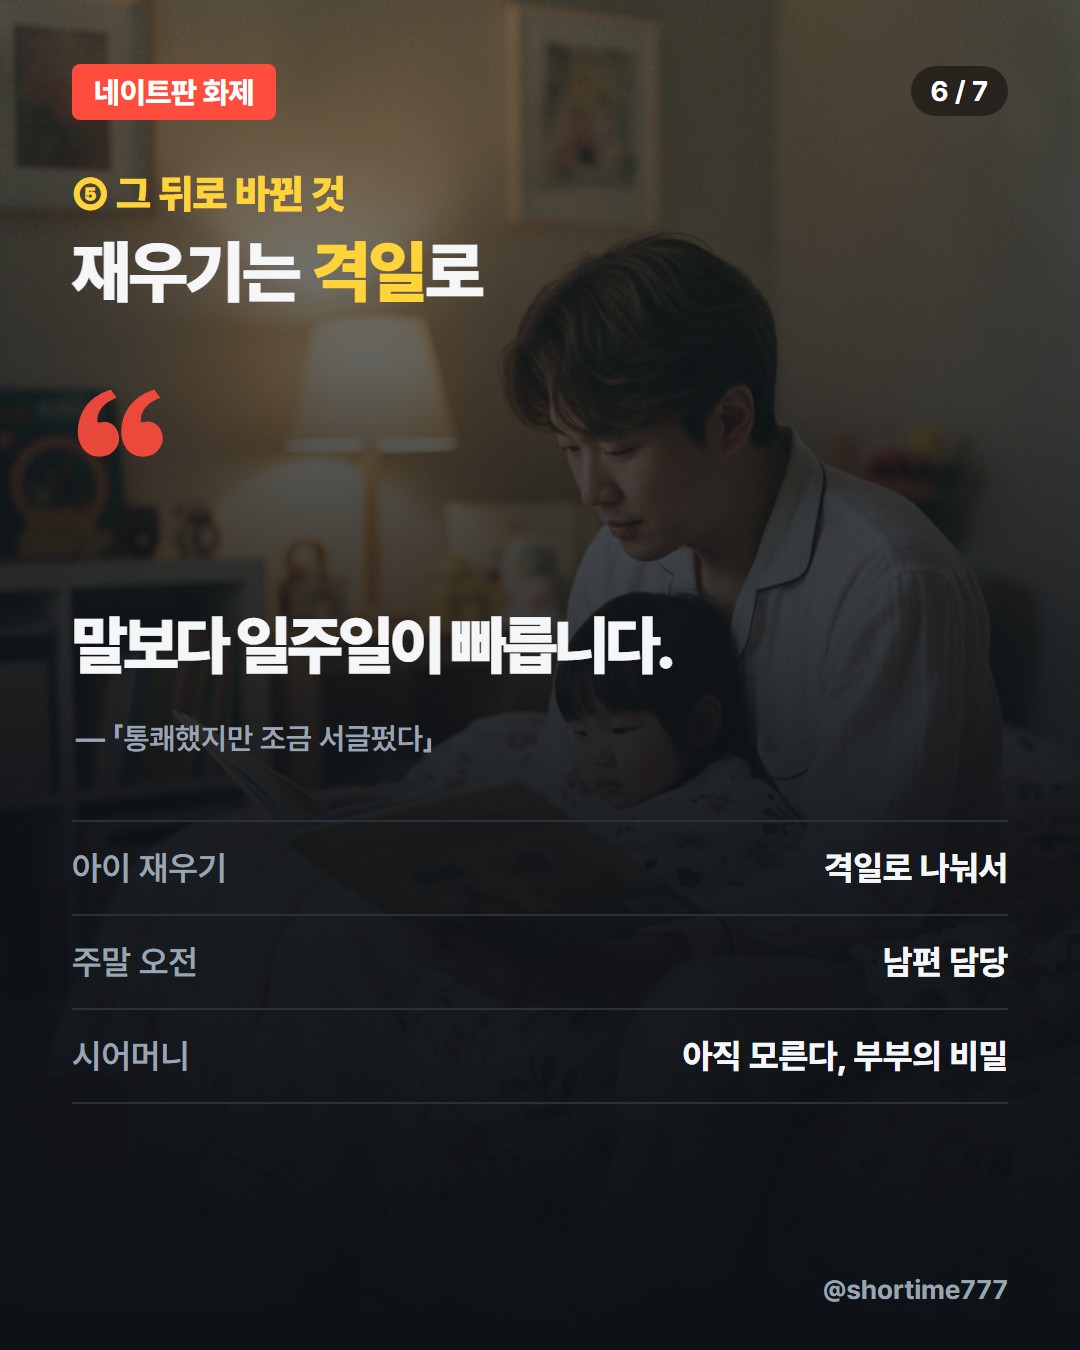 네이트판 화제
6 / 7
⑤ 그 뒤로 바뀐 것
재우기는 격일로
“
말보다 일주일이 빠릅니다.
— 「통쾌했지만 조금 서글펐다」
아이 재우기 격일로 나눠서
주말 오전 남편 담당
시어머니 아직 모른다, 부부의 비밀
@shortime777